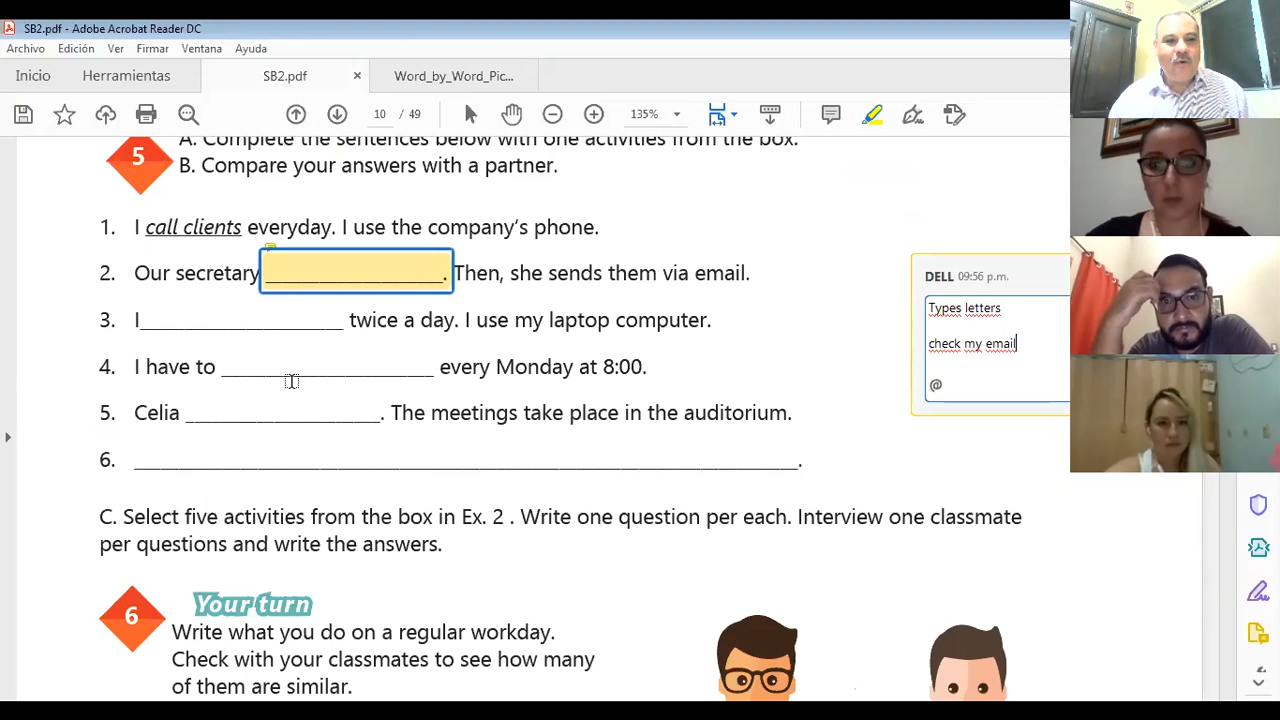 SB2.pdf - Adobe Acrobat Reader DC
Archivo Edición Ver Firmar Ventana Ayuda
Inicio Herramientas SB2.pdf × Word_by_Word_Pic...
10 / 49 135%
5 A. Complete the sentences below with one activities from the box.
B. Compare your answers with a partner.
1. I call clients everyday. I use the company's phone.
2. Our secretary ____________________. Then, she sends them via email.
3. I_____________________ twice a day. I use my laptop computer.
4. I have to ______________________ every Monday at 8:00.
5. Celia ____________________. The meetings take place in the auditorium.
6. ____________________________________________________________________.
C. Select five activities from the box in Ex. 2 . Write one question per each. Interview one classmate
per questions and write the answers.
6 Your turn
Write what you do on a regular workday.
Check with your classmates to see how many
of them are similar.
DELL 09:56 p.m.
Types letters
check my email
@